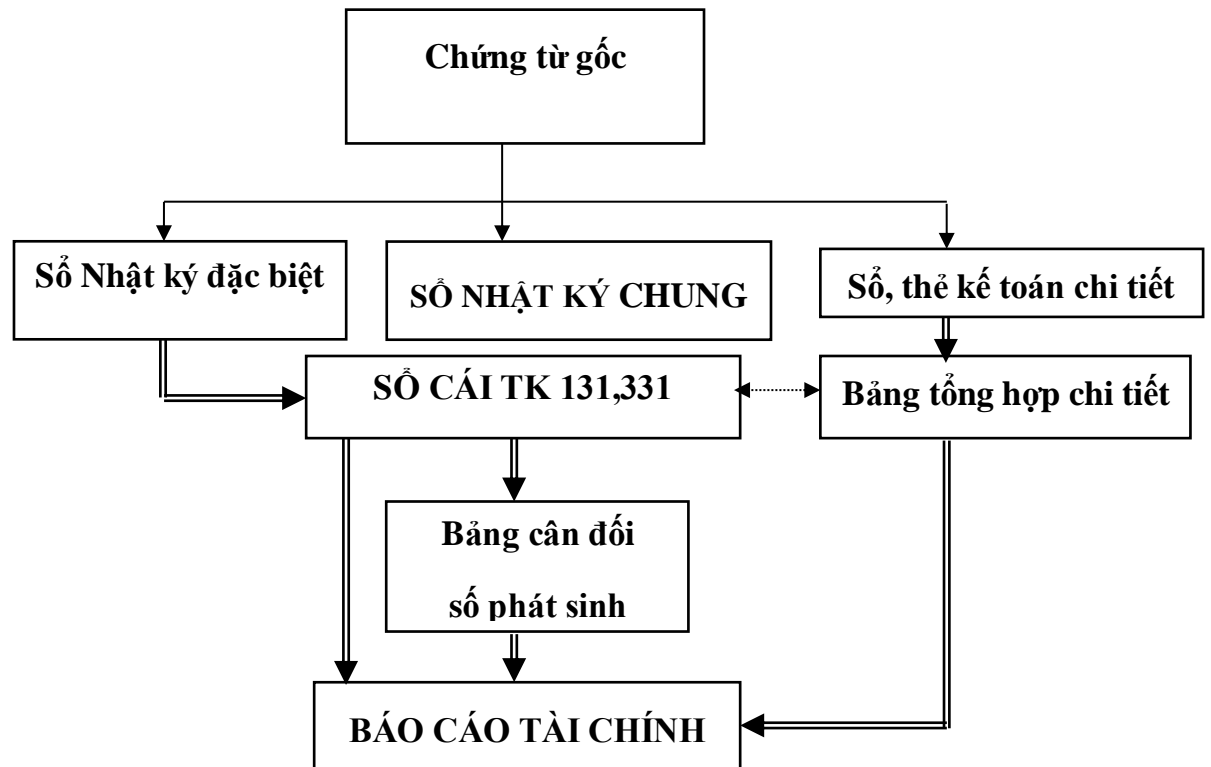 Chứng từ gốc
Sổ Nhật ký đặc biệt
SỔ NHẬT KÝ CHUNG
Sổ, thẻ kế toán chi tiết
SỔ CÁI TK 131,331
Bảng tổng hợp chi tiết
Bảng cân đối
số phát sinh
BÁO CÁO TÀI CHÍNH